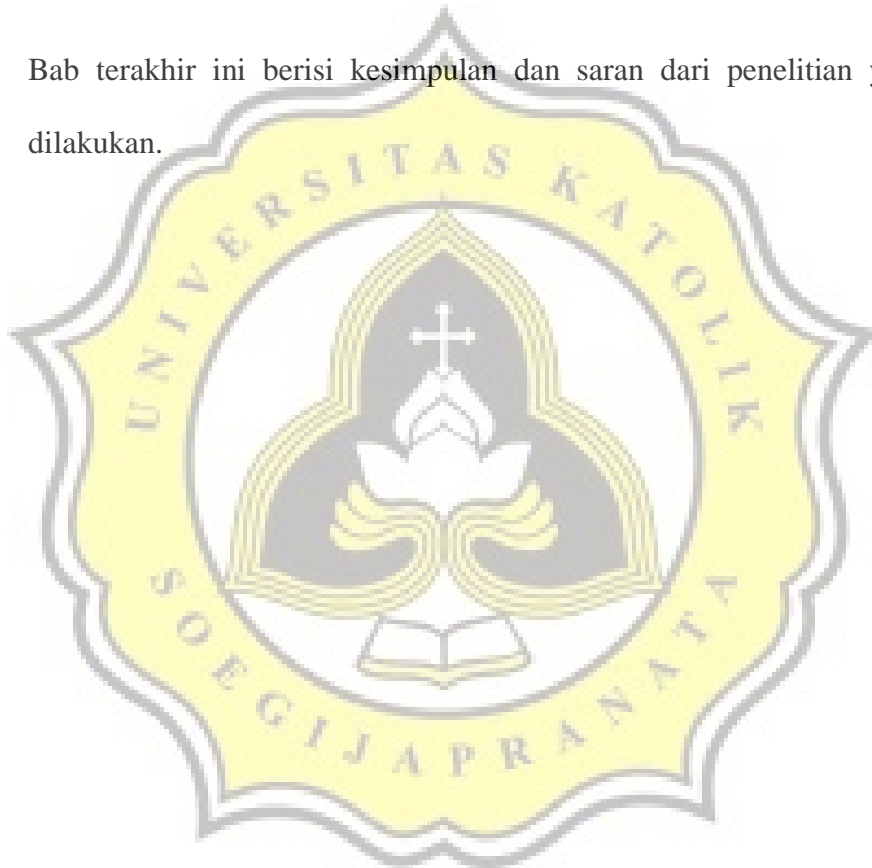 Bab terakhir ini berisi kesimpulan dan saran dari penelitian
dilakukan.
UNIVERSITAS KATOLIK
SOEGIJAPRANATA